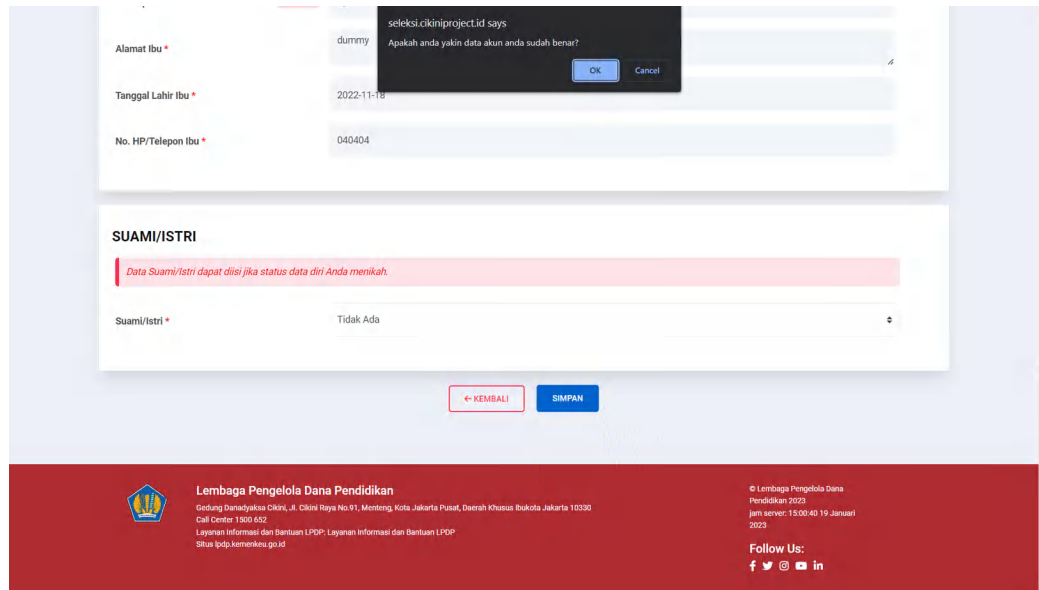 seleksi.cikiniproject.id says
Apakah anda yakin data akun anda sudah benar?
OK Cancel
Alamat Ibu *
dummy
Tanggal Lahir Ibu *
2022-11-18
No. HP/Telepon Ibu *
040404
SUAMI/ISTRI
Data Suami/Istri dapat diisi jika status data diri Anda menikah.
Suami/Istri *
Tidak Ada
← KEMBALI
SIMPAN
Lembaga Pengelola Dana Pendidikan
Gedung Danadyaksa Cikini, Jl. Cikini Raya No.91, Menteng, Kota Jakarta Pusat, Daerah Khusus Ibukota Jakarta 10330
Call Center 1500 652
Layanan Informasi dan Bantuan LPDP: Layanan Informasi dan Bantuan LPDP
Situs lpdp.kemenkeu.go.id
© Lembaga Pengelola Dana
Pendidikan 2023
jam server: 15:00:40 19 Januari
2023
Follow Us: